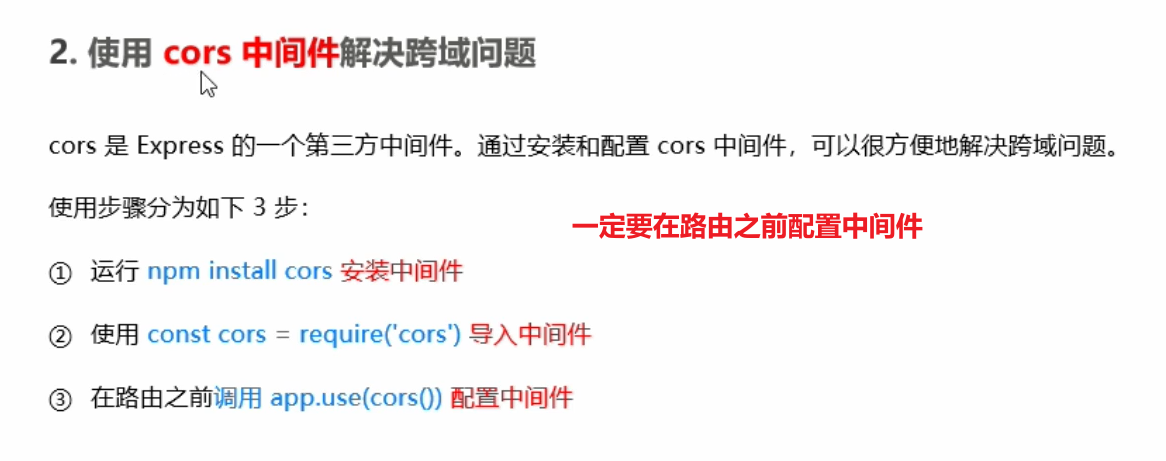 2. 使用 cors 中间件解决跨域问题
cors 是 Express 的一个第三方中间件。通过安装和配置 cors 中间件，可以很方便地解决跨域问题。
使用步骤分为如下 3 步：
一定要在路由之前配置中间件
① 运行 npm install cors 安装中间件
② 使用 const cors = require('cors') 导入中间件
③ 在路由之前调用 app.use(cors()) 配置中间件